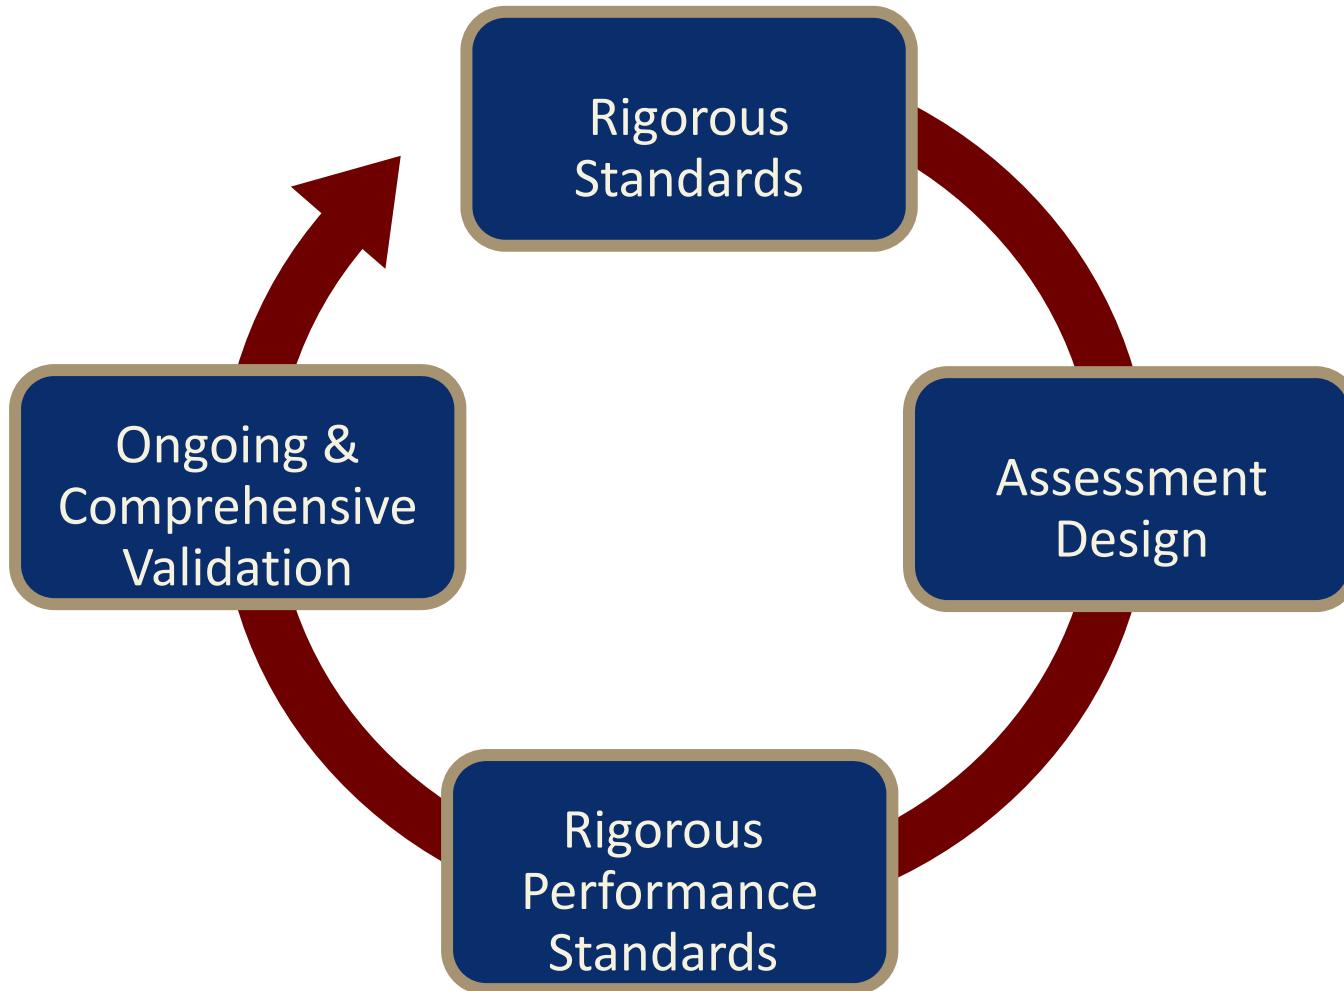 Rigorous
Standards
Assessment
Design
Rigorous
Performance
Standards
Ongoing &
Comprehensive
Validation